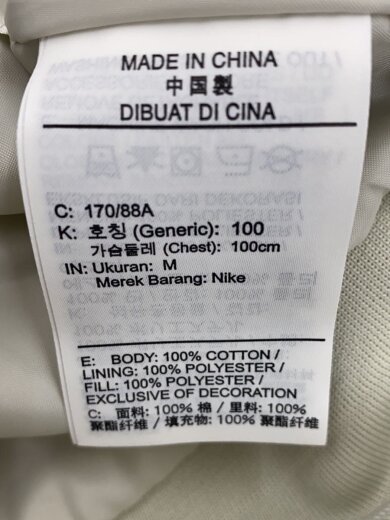 MADE IN CHINA
中国製
DIBUAT DI CINA
C: 170/88A
K: 호칭 (Generic): 100
가슴둘레 (Chest): 100cm
IN: Ukuran: M
Merek Barang: Nike
E: BODY: 100% COTTON /
LINING: 100% POLYESTER /
FILL: 100% POLYESTER /
EXCLUSIVE OF DECORATION
C: 面料: 100% 棉 / 里料: 100%
聚酯纤维 / 填充物: 100% 聚酯纤维